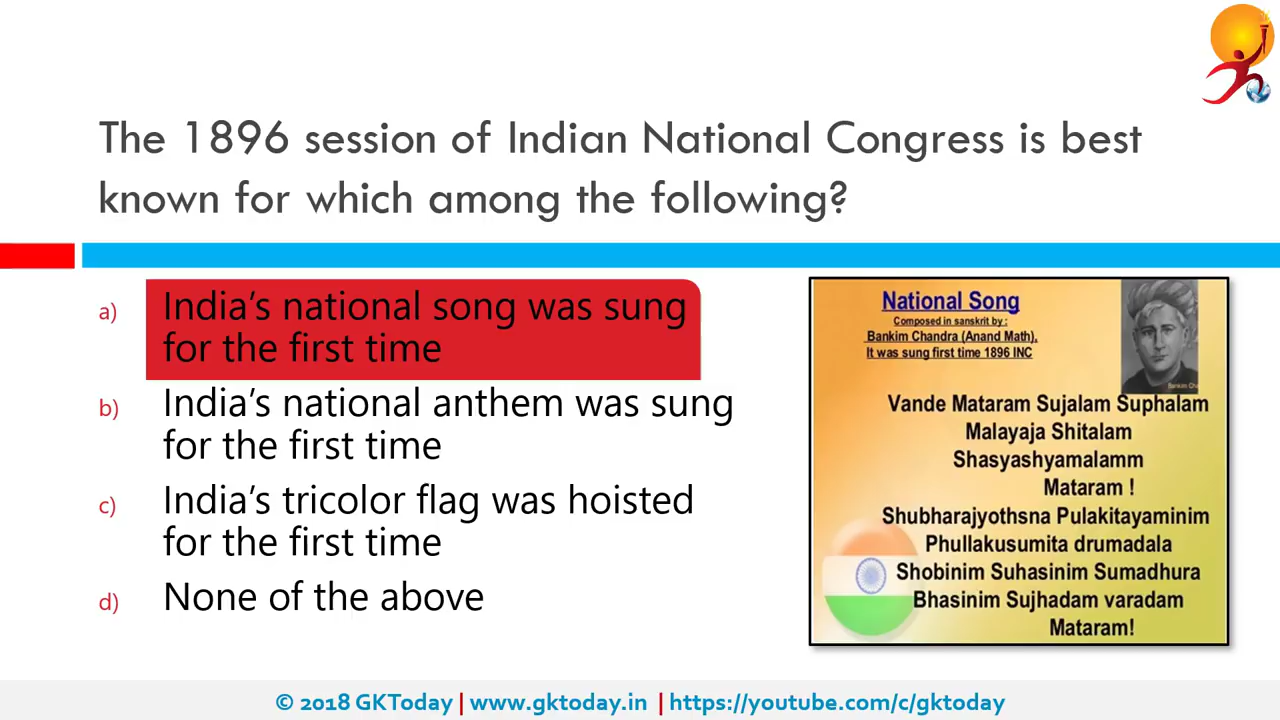 The 1896 session of Indian National Congress is best
known for which among the following?
a) India’s national song was sung
for the first time
b) India’s national anthem was sung
for the first time
c) India’s tricolor flag was hoisted
for the first time
d) None of the above
National Song
Composed in sanskrit by :
Bankim Chandra (Anand Math),
It was sung first time 1896 INC
Bankim Cha
Vande Mataram Sujalam Suphalam
Malayaja Shitalam
Shasyashyamalamm
Mataram !
Shubharajyothsna Pulakitayaminim
Phullakusumita drumadala
Shobinim Suhasinim Sumadhura
Bhasinim Sujhadam varadam
Mataram!
© 2018 GKToday | www.gktoday.in | https://youtube.com/c/gktoday